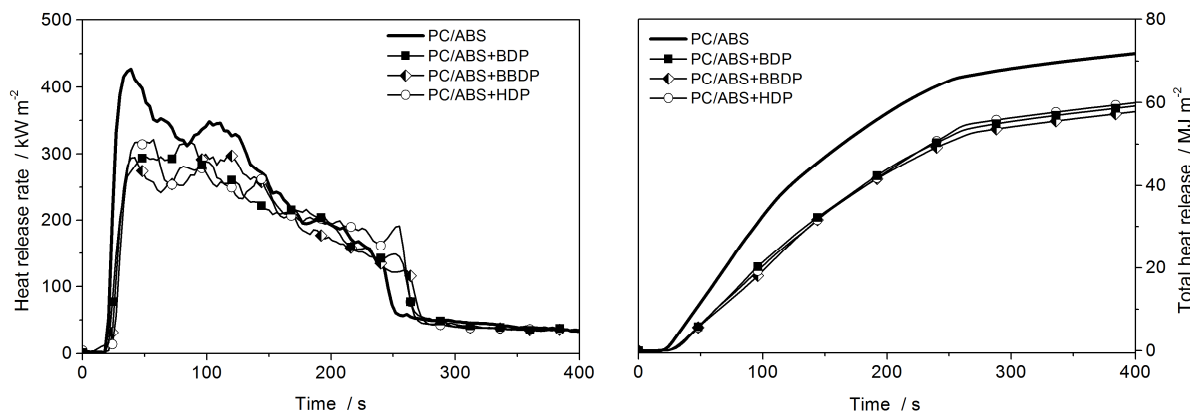 500
400
300
200
100
0
Heat release rate / kW m-2
PC/ABS
PC/ABS+BDP
PC/ABS+BBDP
PC/ABS+HDP
0 100 200 300 400
Time / s
PC/ABS
PC/ABS+BDP
PC/ABS+BBDP
PC/ABS+HDP
80
60
40
20
0
Total heat release / MJ m-2
0 100 200 300 400
Time / s